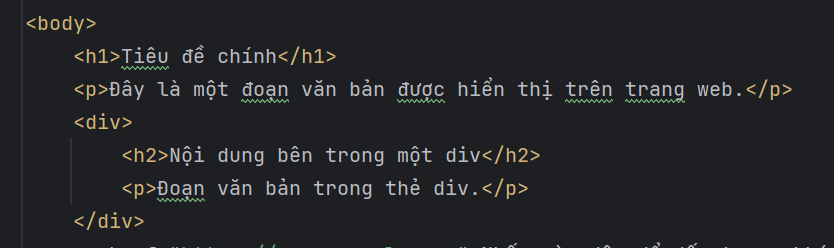 <body>
<h1>Tiêu đề chính</h1>
<p>Đây là một đoạn văn bản được hiển thị trên trang web.</p>
<div>
<h2>Nội dung bên trong một div</h2>
<p>Đoạn văn bản trong thẻ div.</p>
</div>